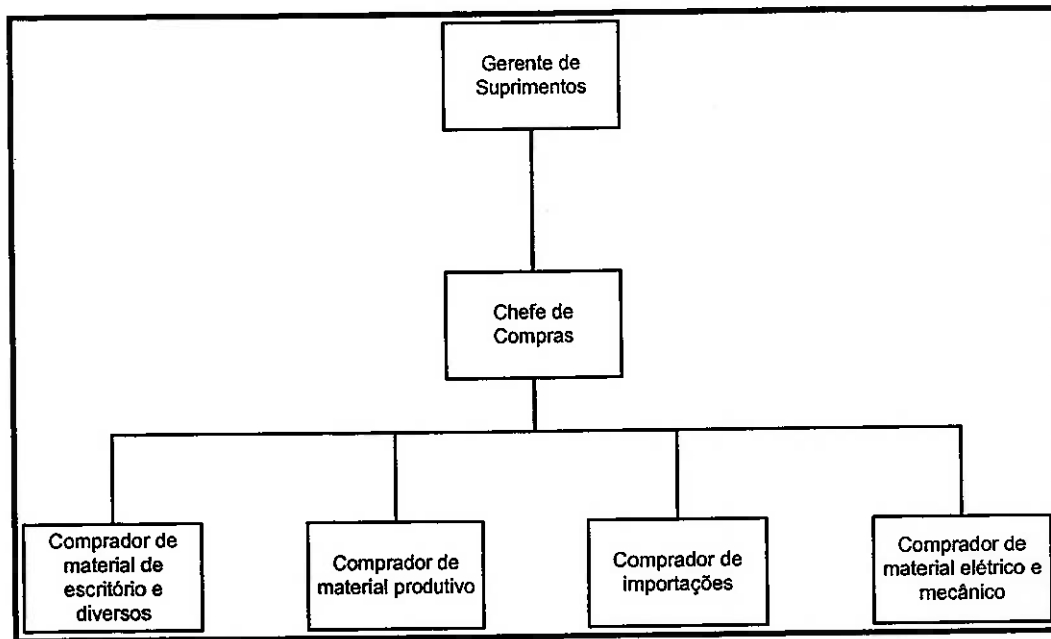 Gerente de
Suprimentos
Chefe de
Compras
Comprador de
material de
escritório e
diversos
Comprador de
material produtivo
Comprador de
importações
Comprador de
material elétrico e
mecânico